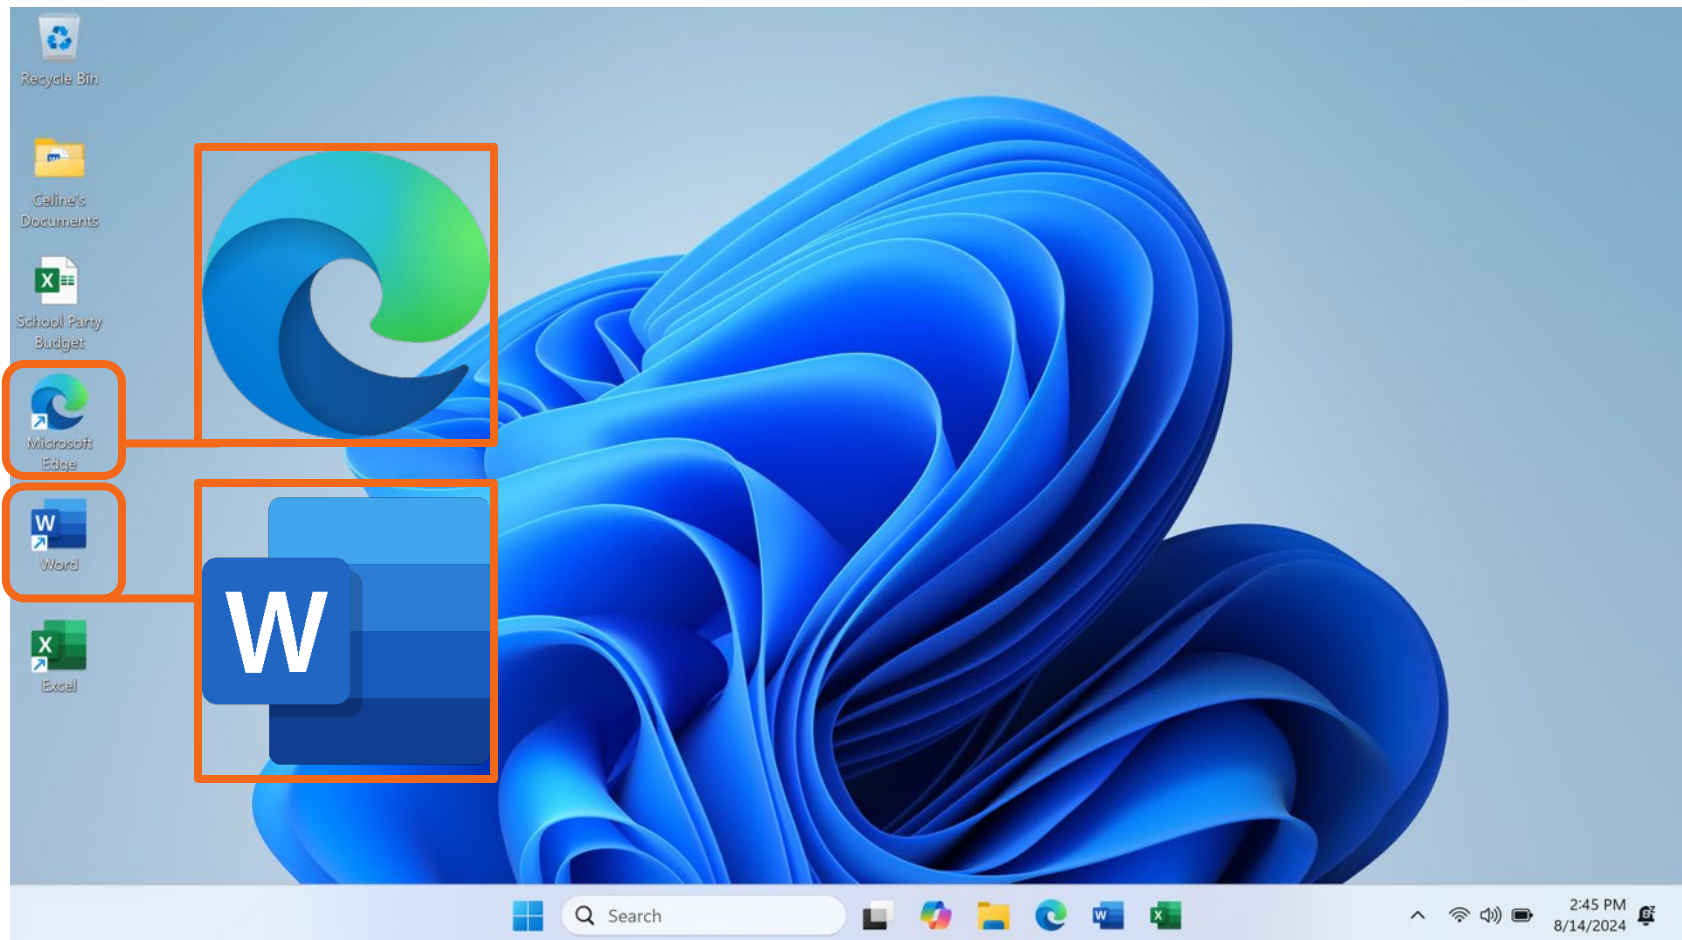 Recycle Bin
Celine's
Documents
X
School Party
Budget
Microsoft
Edge
W
Word
W
X
Excel
Search
W
X
2:45 PM
8/14/2024